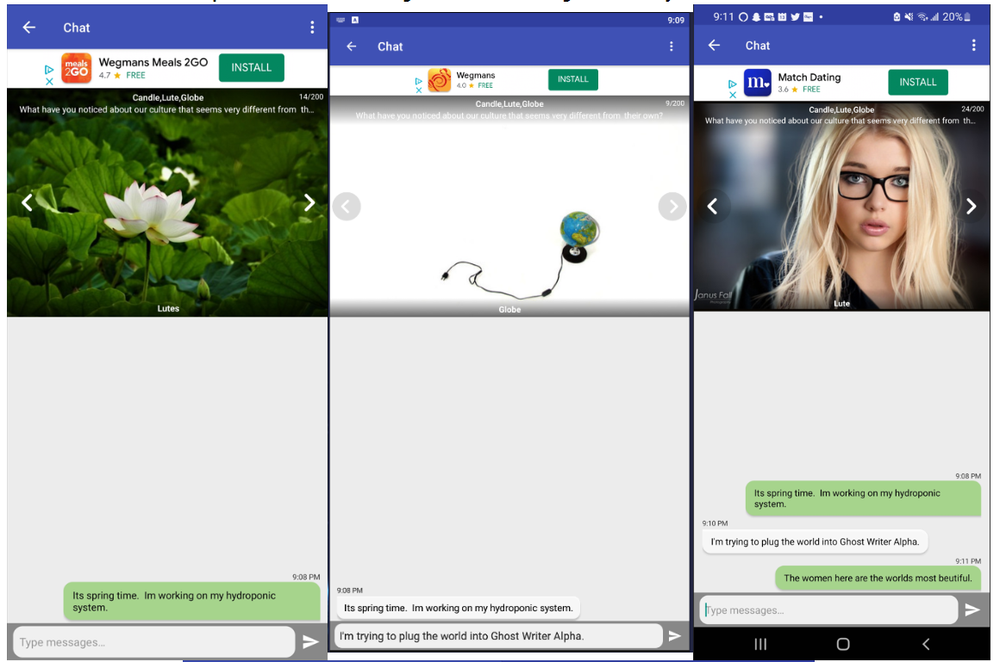 Chat
meals
2GO
Wegmans Meals 2GO
4.7 ★ FREE
INSTALL
Candle,Lute,Globe
14/200
What have you noticed about our culture that seems very different from th...
Lutes
9:08 PM
Its spring time. Im working on my hydroponic
system.
Type messages...
A
9:09
Chat
Wegmans
4.0 ★ FREE
INSTALL
Candle,Lute,Globe
9/200
What have you noticed about our culture that seems very different from their own?
Globe
9:08 PM
Its spring time. Im working on my hydroponic system.
I'm trying to plug the world into Ghost Writer Alpha.
9:11
20%
Chat
m
Match Dating
3.6 ★ FREE
INSTALL
Candle,Lute,Globe
24/200
What have you noticed about our culture that seems very different from th...
Janus Fall
Lute
9:08 PM
Its spring time. Im working on my hydroponic
system.
9:10 PM
I'm trying to plug the world into Ghost Writer Alpha.
9:11 PM
The women here are the worlds most beutiful.
Type messages...